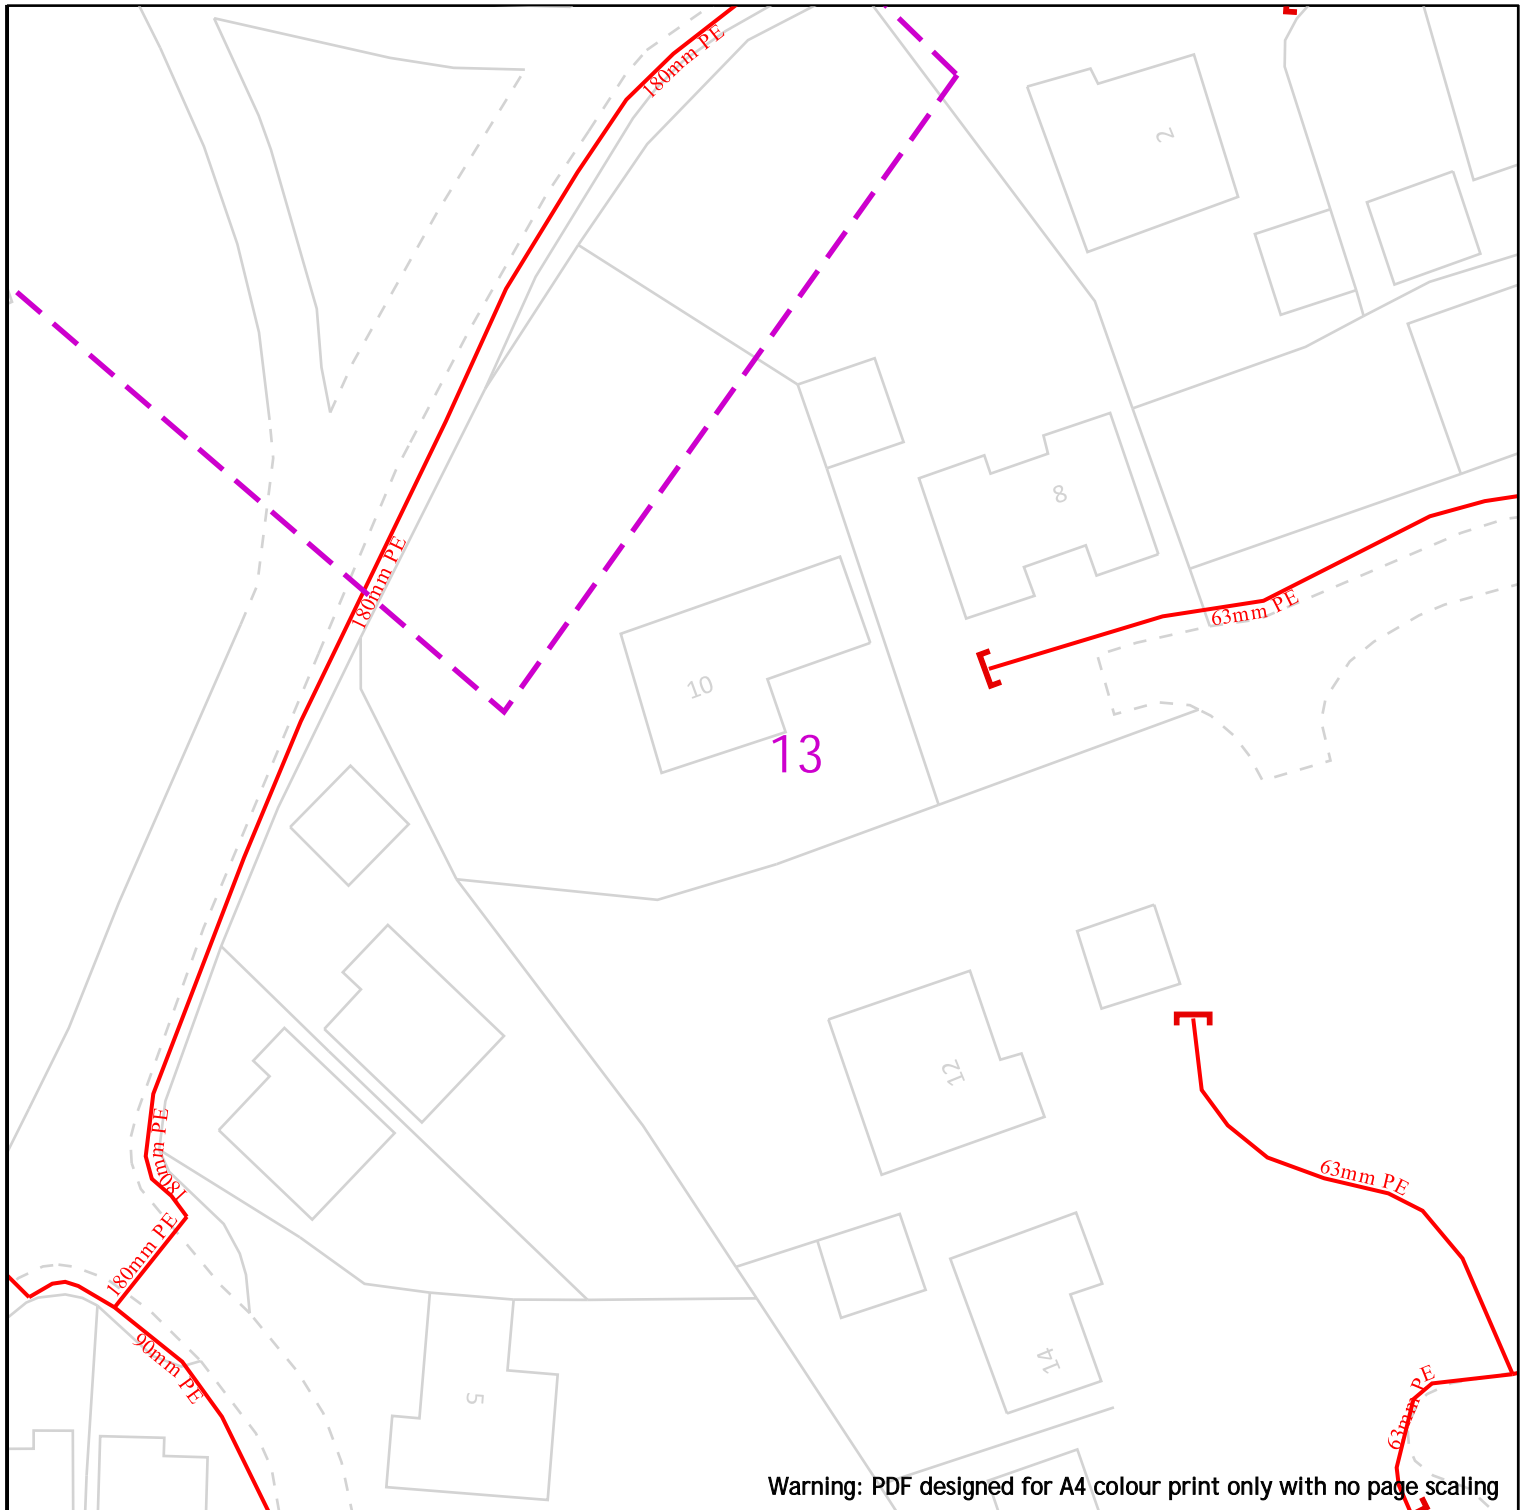 180mm PE
2
8
180mm PE
63mm PE
10
13
12
180mm PE
63mm PE
180mm PE
90mm PE
14
5
63mm PE
Warning: PDF designed for A4 colour print only with no page scaling